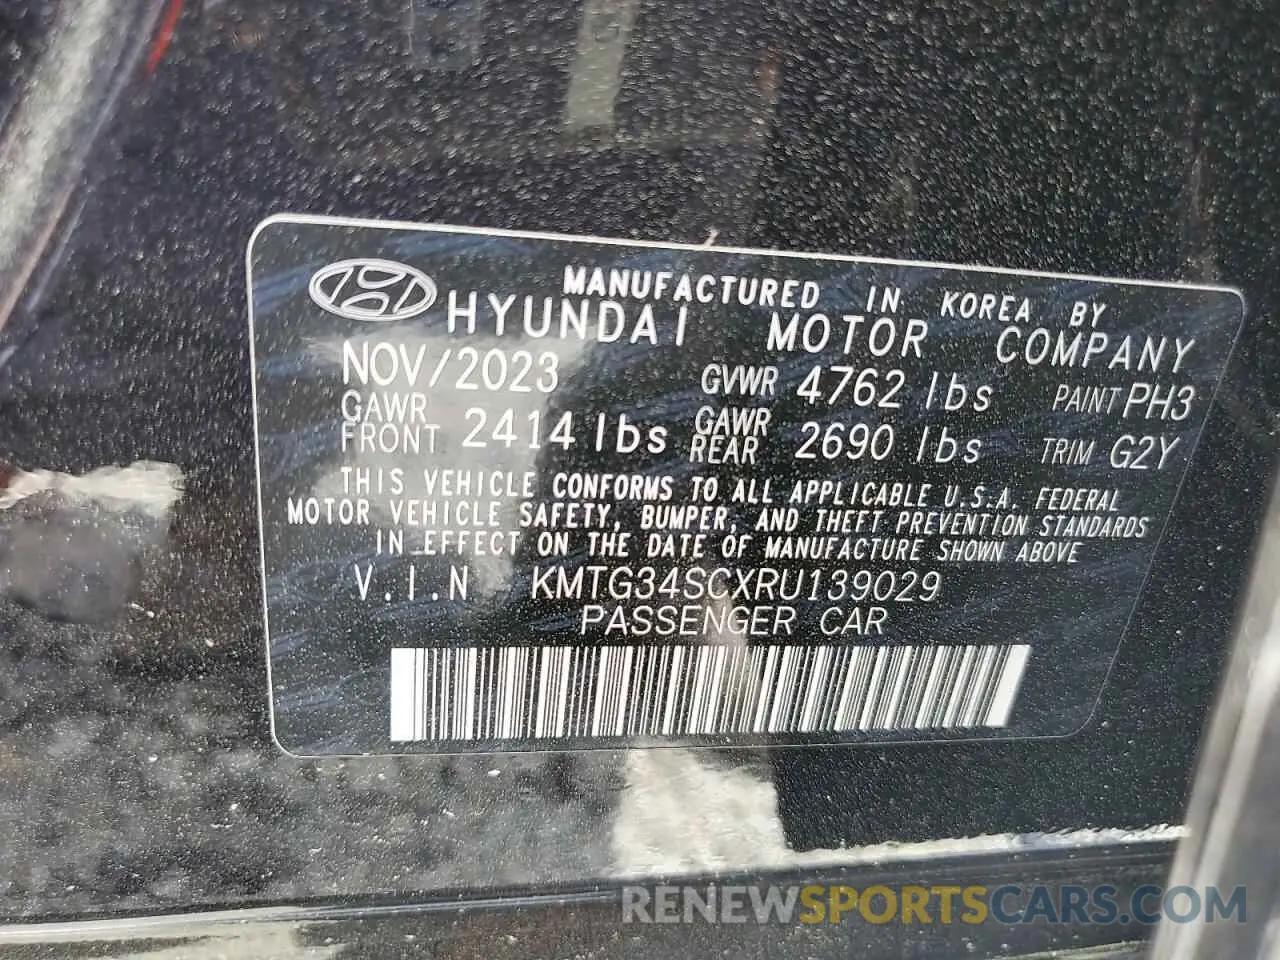 MANUFACTURED IN KOREA BY
HYUNDAI MOTOR COMPANY
NOV/2023 GVWR 4762 lbs PAINT PH3
GAWR FRONT 2414 lbs GAWR REAR 2690 lbs TRIM G2Y
THIS VEHICLE CONFORMS TO ALL APPLICABLE U.S.A. FEDERAL
MOTOR VEHICLE SAFETY, BUMPER, AND THEFT PREVENTION STANDARDS
IN EFFECT ON THE DATE OF MANUFACTURE SHOWN ABOVE
V.I.N KMTG34SCXRU139029
PASSENGER CAR
RENEWSPORTSCARS.COM